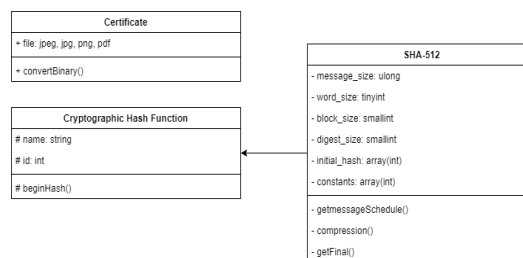 Certificate
+ file: jpeg, jpg, png, pdf
+ convertBinary()
Cryptographic Hash Function
# name: string
# id: int
# beginHash()
SHA-512
- message_size: ulong
- word_size: tinyint
- block_size: smallint
- digest_size: smallint
- initial_hash: array(int)
- constants: array(int)
- getmessageSchedule()
- compression()
- getFinal()